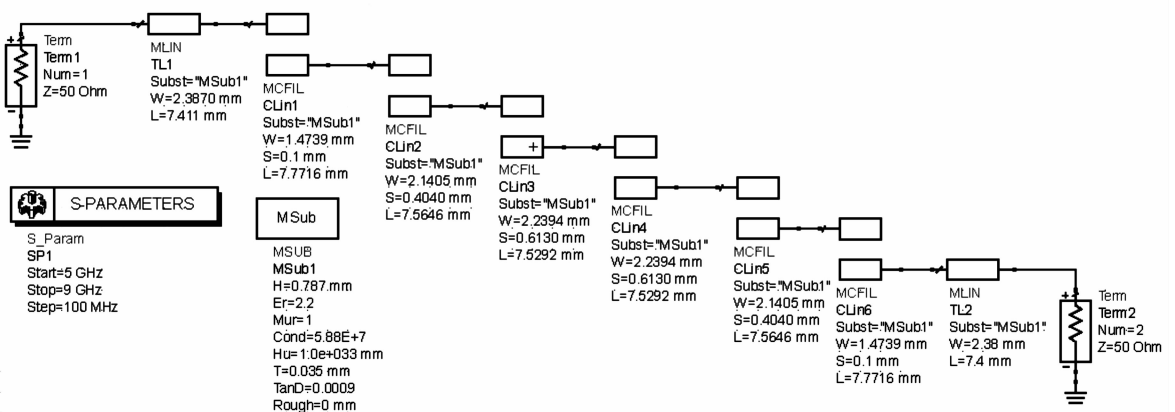 Term
Term1
Num=1
Z=50 Ohm
MLIN
TL1
Subst="MSub1"
W=2.3870 mm
L=7.411 mm
MCFIL
CLin1
Subst="MSub1"
W=1.4739 mm
S=0.1 mm
L=7.7716 mm
MCFIL
CLin2
Subst="MSub1"
W=2.1405 mm
S=0.4040 mm
L=7.5646 mm
MCFIL
CLin3
Subst="MSub1"
W=2.2394 mm
S=0.6130 mm
L=7.5292 mm
MCFIL
CLin4
Subst="MSub1"
W=2.2394 mm
S=0.6130 mm
L=7.5292 mm
MCFIL
CLin5
Subst="MSub1"
W=2.1405 mm
S=0.4040 mm
L=7.5646 mm
MCFIL
CLin6
Subst="MSub1"
W=1.4739 mm
S=0.1 mm
L=7.7716 mm
MLIN
TL2
Subst="MSub1"
W=2.38 mm
L=7.4 mm
Term
Term2
Num=2
Z=50 Ohm
S-PARAMETERS
S_Param
SP1
Start=5 GHz
Stop=9 GHz
Step=100 MHz
MSub
MSUB
MSub1
H=0.787 mm
Er=2.2
Mur=1
Cond=5.88E+7
Hu=1.0e+033 mm
T=0.035 mm
TanD=0.0009
Rough=0 mm